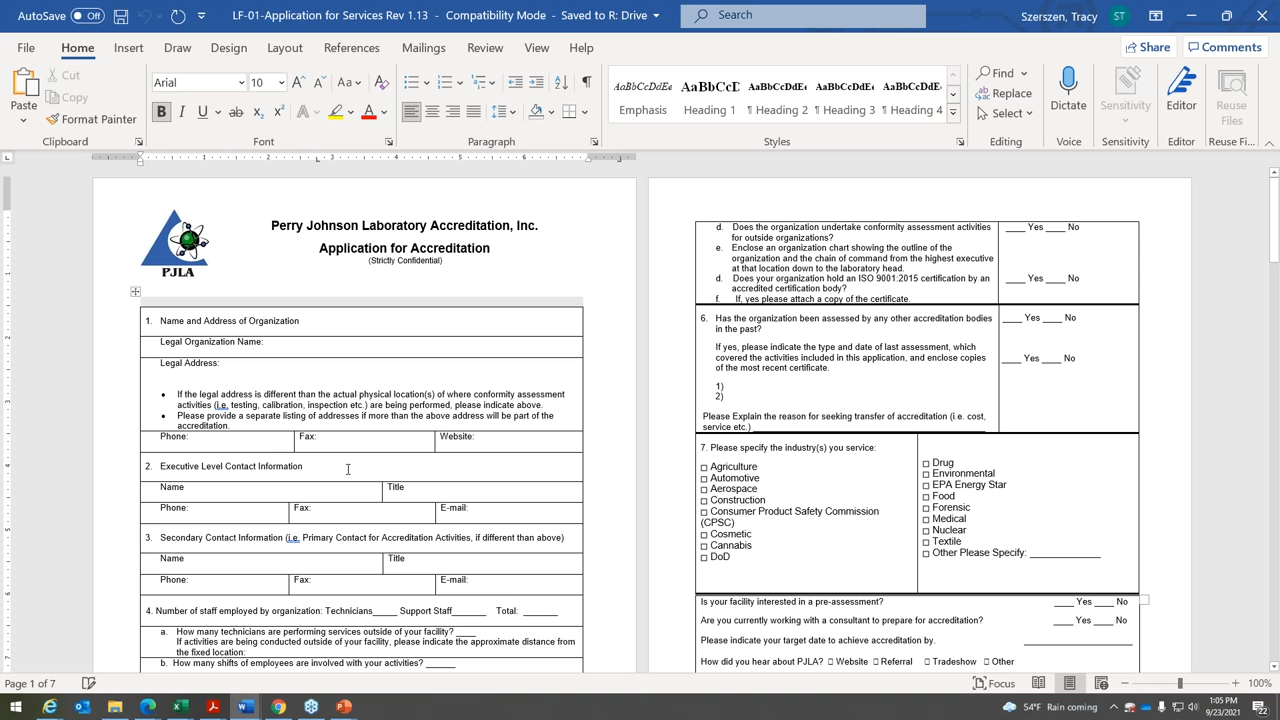 AutoSave Off LF-01-Application for Services Rev 1.13 - Compatibility Mode - Saved to R: Drive Search Szerszen, Tracy ST
File Home Insert Draw Design Layout References Mailings Review View Help Share Comments
Paste Cut Copy Format Painter
Arial 10
Emphasis Heading 1 ¶ Heading 2 ¶ Heading 3 ¶ Heading 4
Find Replace Select
Dictate Sensitivity Editor Reuse Files
Clipboard Font Paragraph Styles Editing Voice Sensitivity Editor Reuse Fi...
PJLA
Perry Johnson Laboratory Accreditation, Inc.
Application for Accreditation
(Strictly Confidential)
1. Name and Address of Organization
Legal Organization Name:
Legal Address:
• If the legal address is different than the actual physical location(s) of where conformity assessment
activities (i.e. testing, calibration, inspection etc.) are being performed, please indicate above.
• Please provide a separate listing of addresses if more than the above address will be part of the
accreditation.
Phone: Fax: Website:
2. Executive Level Contact Information
Name Title
Phone: Fax: E-mail:
3. Secondary Contact Information (i.e. Primary Contact for Accreditation Activities, if different than above)
Name Title
Phone: Fax: E-mail:
4. Number of staff employed by organization: Technicians_____ Support Staff_______ Total: _______
a. How many technicians are performing services outside of your facility? ____
If activities are being conducted outside of your facility, please indicate the approximate distance from
the fixed location:
b. How many shifts of employees are involved with your activities? ______
d. Does the organization undertake conformity assessment activities
for outside organizations? ____ Yes ____ No
e. Enclose an organization chart showing the outline of the
organization and the chain of command from the highest executive
at that location down to the laboratory head.
d. Does your organization hold an ISO 9001:2015 certification by an
accredited certification body? ____ Yes ____ No
f. If, yes please attach a copy of the certificate.
6. Has the organization been assessed by any other accreditation bodies
in the past? ____ Yes ____ No
If yes, please indicate the type and date of last assessment, which
covered the activities included in this application, and enclose copies
of the most recent certificate. ____ Yes ____ No
1)
2)
Please Explain the reason for seeking transfer of accreditation (i.e. cost,
service etc.)
7. Please specify the industry(s) you service:
□ Agriculture
□ Automotive
□ Aerospace
□ Construction
□ Consumer Product Safety Commission
(CPSC)
□ Cosmetic
□ Cannabis
□ DoD
□ Drug
□ Environmental
□ EPA Energy Star
□ Food
□ Forensic
□ Medical
□ Nuclear
□ Textile
□ Other Please Specify: _____________
Is your facility interested in a pre-assessment? ____ Yes ____ No
Are you currently working with a consultant to prepare for accreditation? ____ Yes ____ No
Please indicate your target date to achieve accreditation by.
How did you hear about PJLA? □ Website □ Referral □ Tradeshow □ Other
Page 1 of 7 Focus 100%
54°F Rain coming 1:05 PM
9/23/2021 22